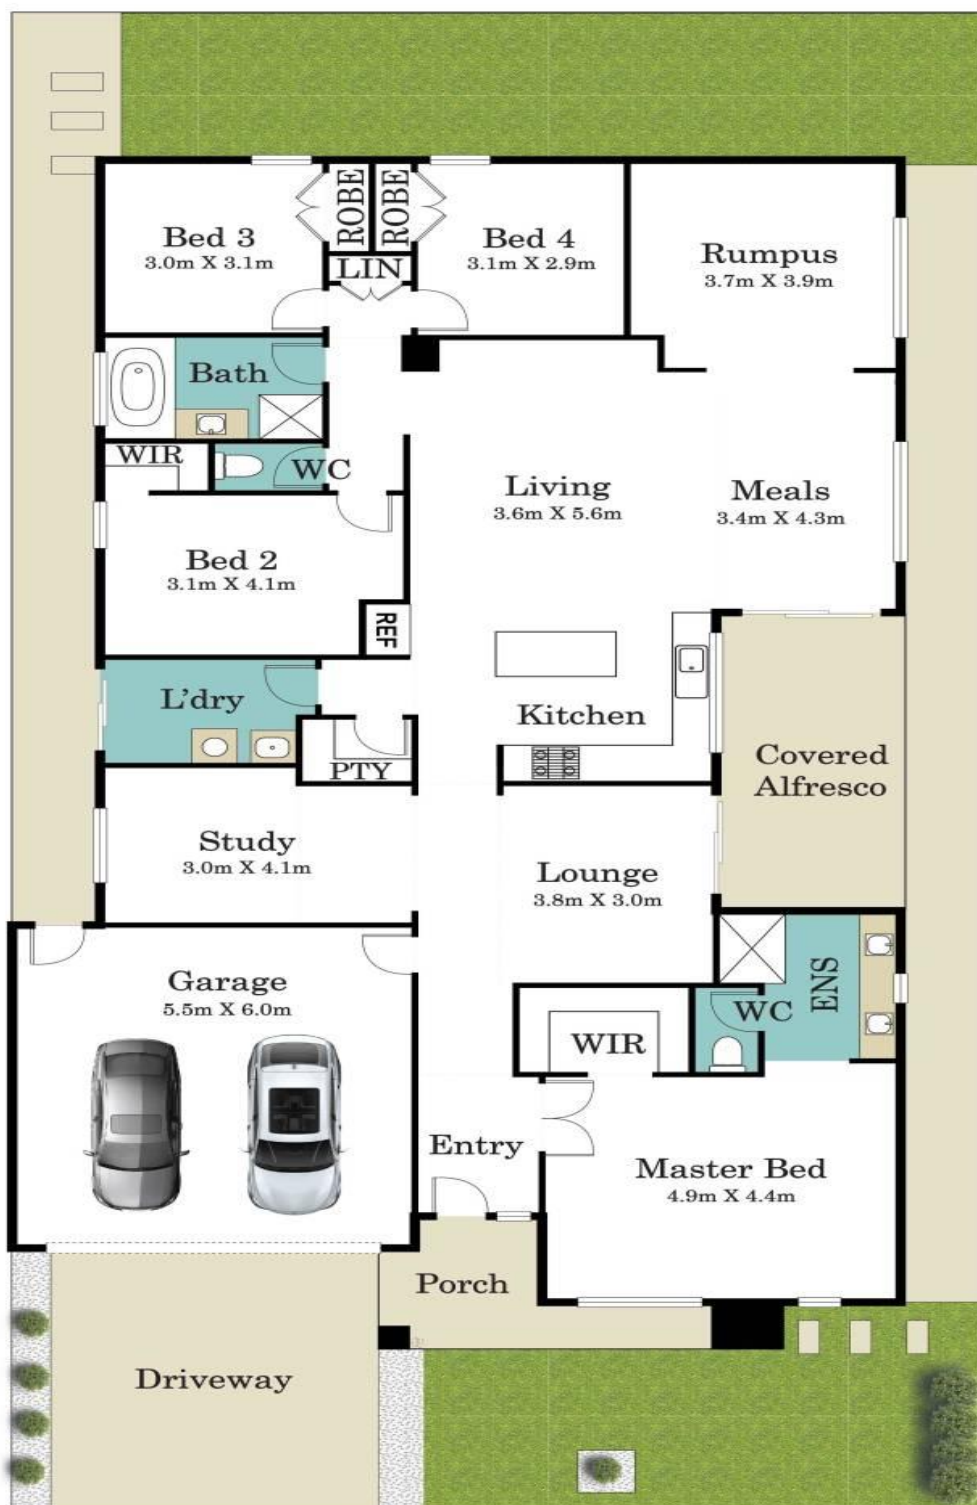 Bed 3
3.0m X 3.1m
ROBE
ROBE
LIN
Bed 4
3.1m X 2.9m
Rumpus
3.7m X 3.9m
Bath
WIR
WC
Living
3.6m X 5.6m
Meals
3.4m X 4.3m
Bed 2
3.1m X 4.1m
REF
L'dry
Kitchen
PTY
Covered
Alfresco
Study
3.0m X 4.1m
Lounge
3.8m X 3.0m
Garage
5.5m X 6.0m
ENS
WC
WIR
Entry
Master Bed
4.9m X 4.4m
Porch
Driveway